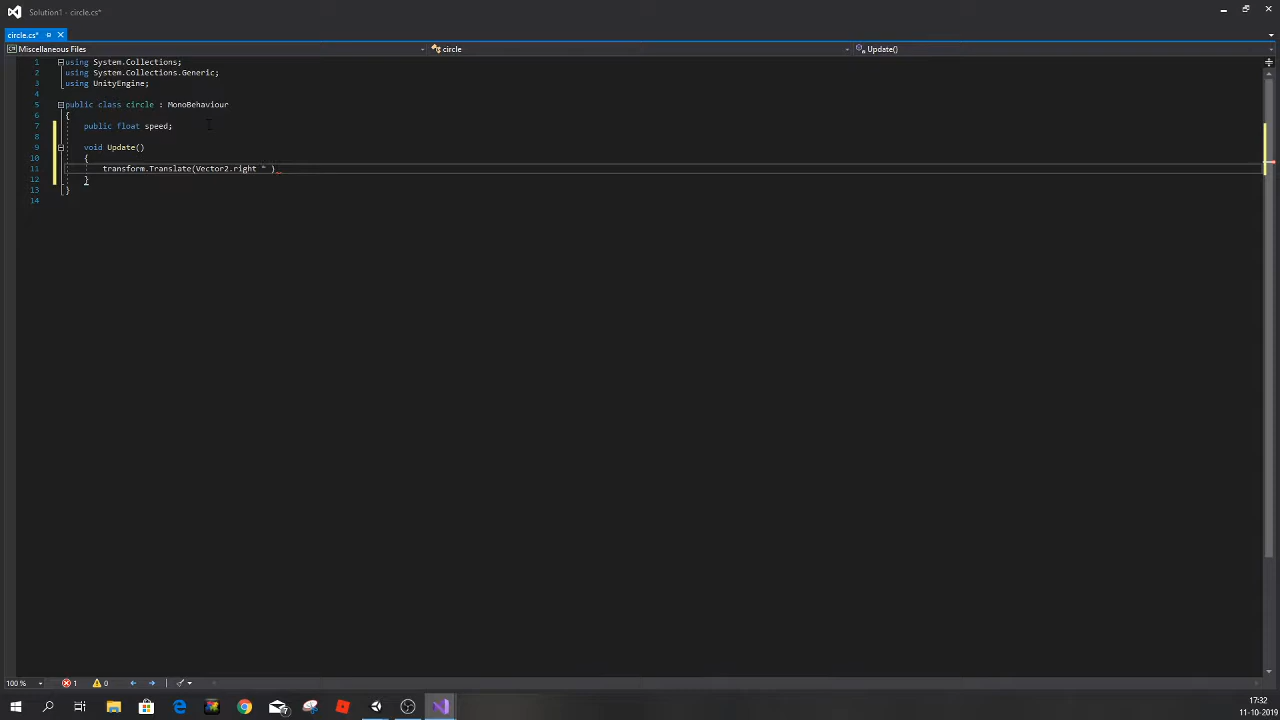 Solution1 - circle.cs*
circle.cs*
Miscellaneous Files
circle
Update()
1 using System.Collections;
2 using System.Collections.Generic;
3 using UnityEngine;
4
5 public class circle : MonoBehaviour
6 {
7 public float speed;
8
9 void Update()
10 {
11 transform.Translate(Vector2.right * )
12 }
13 }
14
100 %
1
0
17:32
11-10-2019